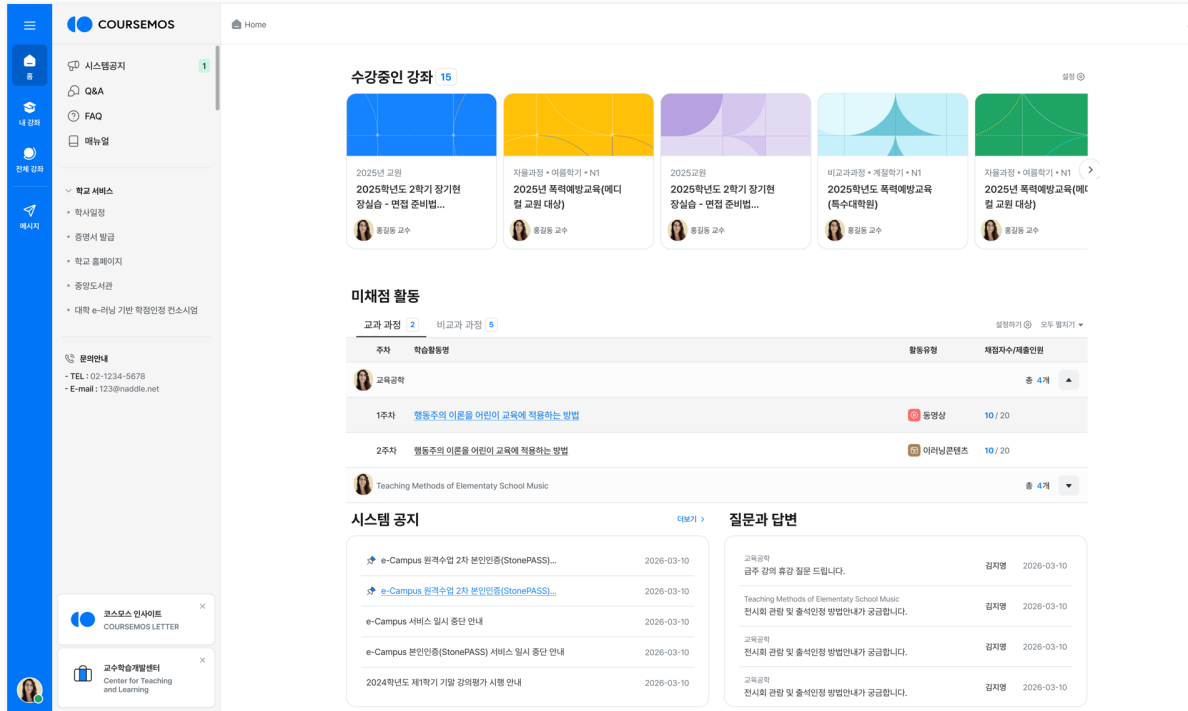 COURSEMOS
Home
홈
내 강좌
전체 강좌
메시지
시스템공지 1
Q&A
FAQ
매뉴얼
학교 서비스
• 학사일정
• 증명서 발급
• 학교 홈페이지
• 중앙도서관
• 대학 e-러닝 기반 학점인정 컨소시엄
문의안내
- TEL : 02-1234-5678
- E-mail : 123@naddle.net
코스모스 인사이트
COURSEMOS LETTER
교수학습개발센터
Center for Teaching
and Learning
수강중인 강좌 15
설정
2025년 교원
2025학년도 2학기 장기현
장실습 - 면접 준비법...
홍길동 교수
자율과정 • 여름학기 • N1
2025년 폭력예방교육(메디
컬 교원 대상)
홍길동 교수
2025교원
2025학년도 2학기 장기현
장실습 - 면접 준비법...
홍길동 교수
비교과과정 • 계절학기 • N1
2025학년도 폭력예방교육
(특수대학원)
홍길동 교수
자율과정 • 여름학기 • N1
2025년 폭력예방교육(메디
컬 교원 대상)
홍길동 교수
미채점 활동
교과 과정 2 비교과 과정 5
설정하기 모두 펼치기
주차 학습활동명 활동유형 채점자수/제출인원
교육공학 총 4개
1주차 행동주의 이론을 어린이 교육에 적용하는 방법 동영상 10 / 20
2주차 행동주의 이론을 어린이 교육에 적용하는 방법 이러닝콘텐츠 10 / 20
Teaching Methods of Elementaty School Music 총 4개
시스템 공지 더보기
e-Campus 원격수업 2차 본인인증(StonePASS)... 2026-03-10
e-Campus 원격수업 2차 본인인증(StonePASS)... 2026-03-10
e-Campus 서비스 일시 중단 안내 2026-03-10
e-Campus 본인인증(StonePASS) 서비스 일시 중단 안내 2026-03-10
2024학년도 제1학기 기말 강의평가 시행 안내 2026-03-10
질문과 답변
교육공학
금주 강의 휴강 질문 드립니다. 김지영 2026-03-10
Teaching Methods of Elementaty School Music
전시회 관람 및 출석인정 방법안내가 궁금합니다. 김지영 2026-03-10
교육공학
전시회 관람 및 출석인정 방법안내가 궁금합니다. 김지영 2026-03-10
교육공학
전시회 관람 및 출석인정 방법안내가 궁금합니다. 김지영 2026-03-10